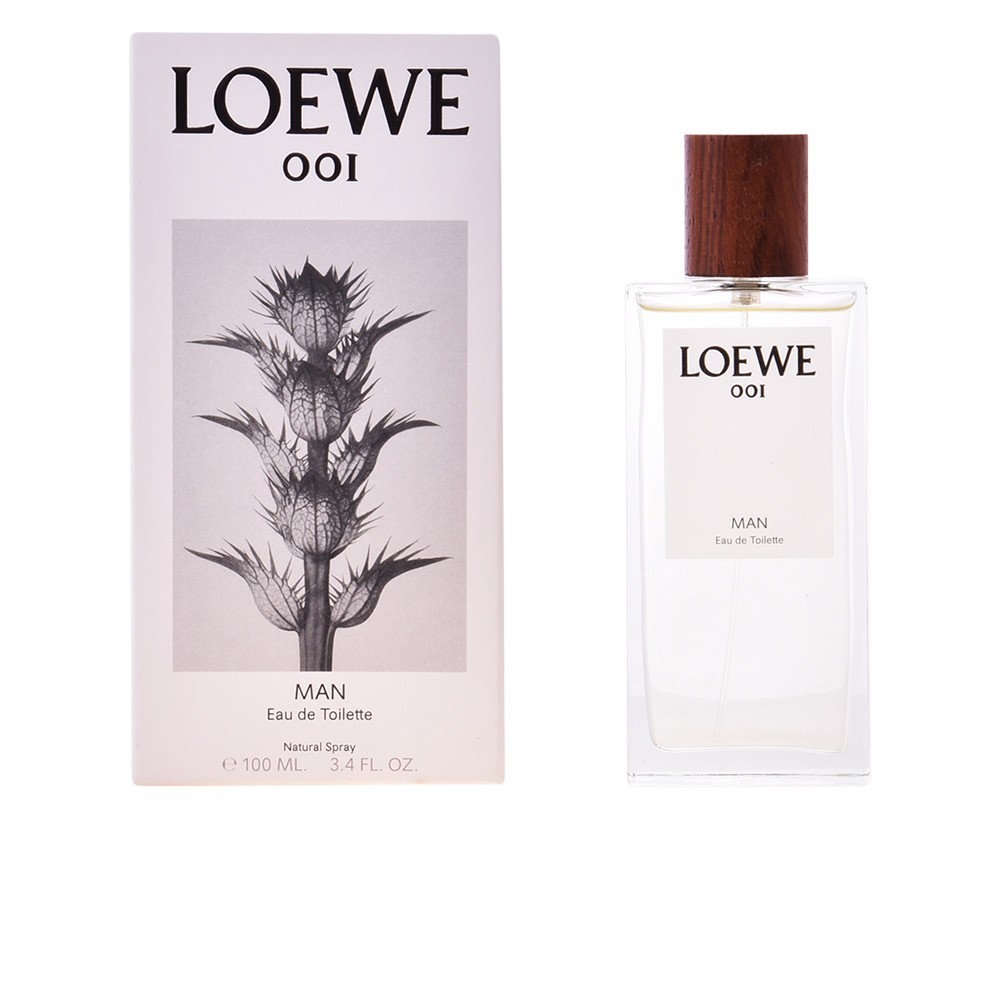 LOEWE
001
MAN
Eau de Toilette
Natural Spray
℮ 100 ML. 3.4 FL. OZ.
LOEWE
001
MAN
Eau de Toilette